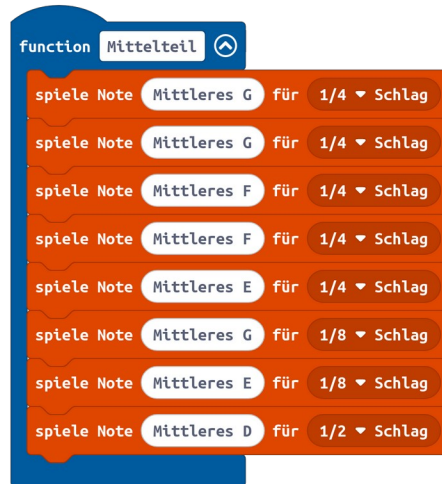 function Mittelteil
spiele Note Mittleres G für 1/4 Schlag
spiele Note Mittleres G für 1/4 Schlag
spiele Note Mittleres F für 1/4 Schlag
spiele Note Mittleres F für 1/4 Schlag
spiele Note Mittleres E für 1/4 Schlag
spiele Note Mittleres G für 1/8 Schlag
spiele Note Mittleres E für 1/8 Schlag
spiele Note Mittleres D für 1/2 Schlag